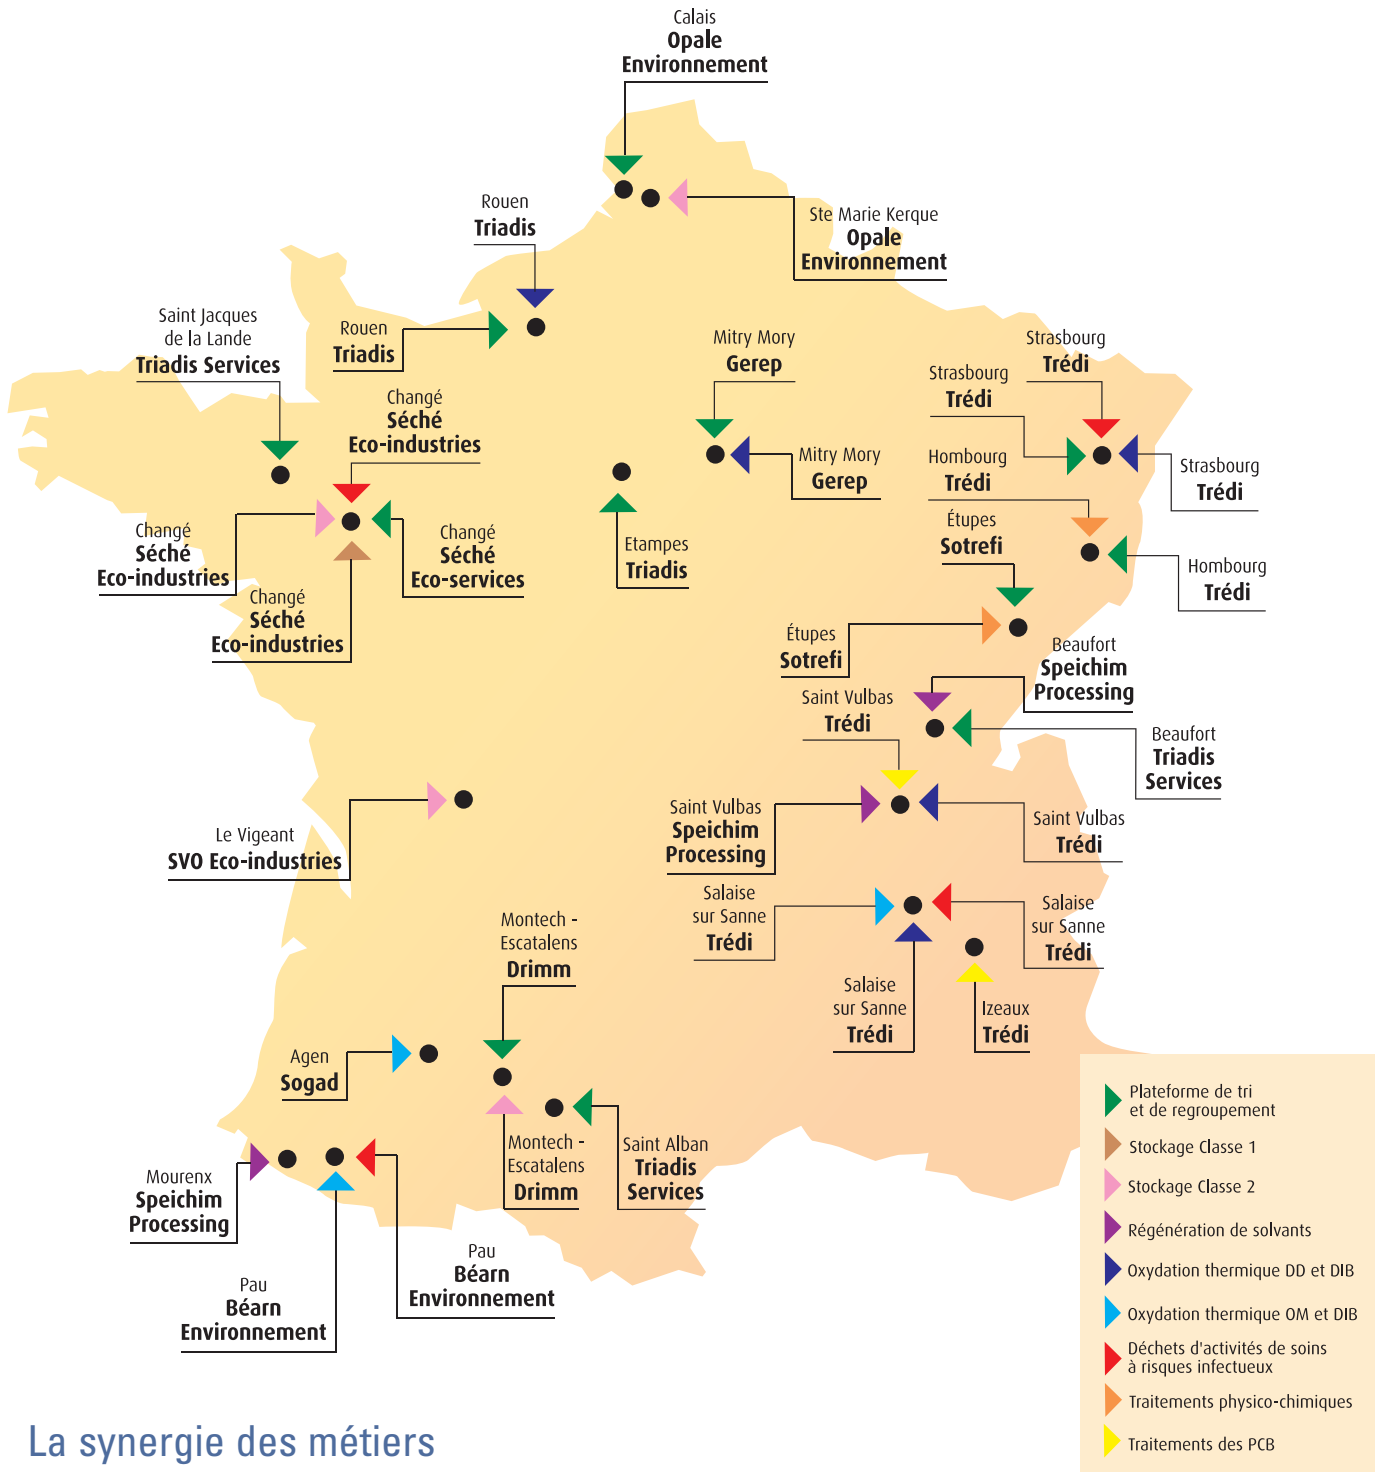 Calais
Opale
Environnement
Rouen
Triadis
Ste Marie Kerque
Opale
Environnement
Saint Jacques
de la Lande
Triadis Services
Rouen
Triadis
Mitry Mory
Gerep
Strasbourg
Trédi
Strasbourg
Trédi
Changé
Séché
Eco-industries
Mitry Mory
Gerep
Hombourg
Trédi
Strasbourg
Trédi
Changé
Séché
Eco-industries
Changé
Séché
Eco-services
Etampes
Triadis
Étupes
Sotrefi
Hombourg
Trédi
Changé
Séché
Eco-industries
Étupes
Sotrefi
Beaufort
Speichim
Processing
Saint Vulbas
Trédi
Beaufort
Triadis
Services
Le Vigeant
SVO Eco-industries
Saint Vulbas
Speichim
Processing
Saint Vulbas
Trédi
Salaise
sur Sanne
Trédi
Salaise
sur Sanne
Trédi
Montech -
Escatalens
Drimm
Salaise
sur Sanne
Trédi
Izeaux
Trédi
Agen
Sogad
Montech -
Escatalens
Drimm
Saint Alban
Triadis
Services
Mourenx
Speichim
Processing
Pau
Béarn
Environnement
Pau
Béarn
Environnement
Plateforme de tri
et de regroupement
Stockage Classe 1
Stockage Classe 2
Régénération de solvants
Oxydation thermique DD et DIB
Oxydation thermique OM et DIB
Déchets d'activités de soins
à risques infectueux
Traitements physico-chimiques
Traitements des PCB
La synergie des métiers